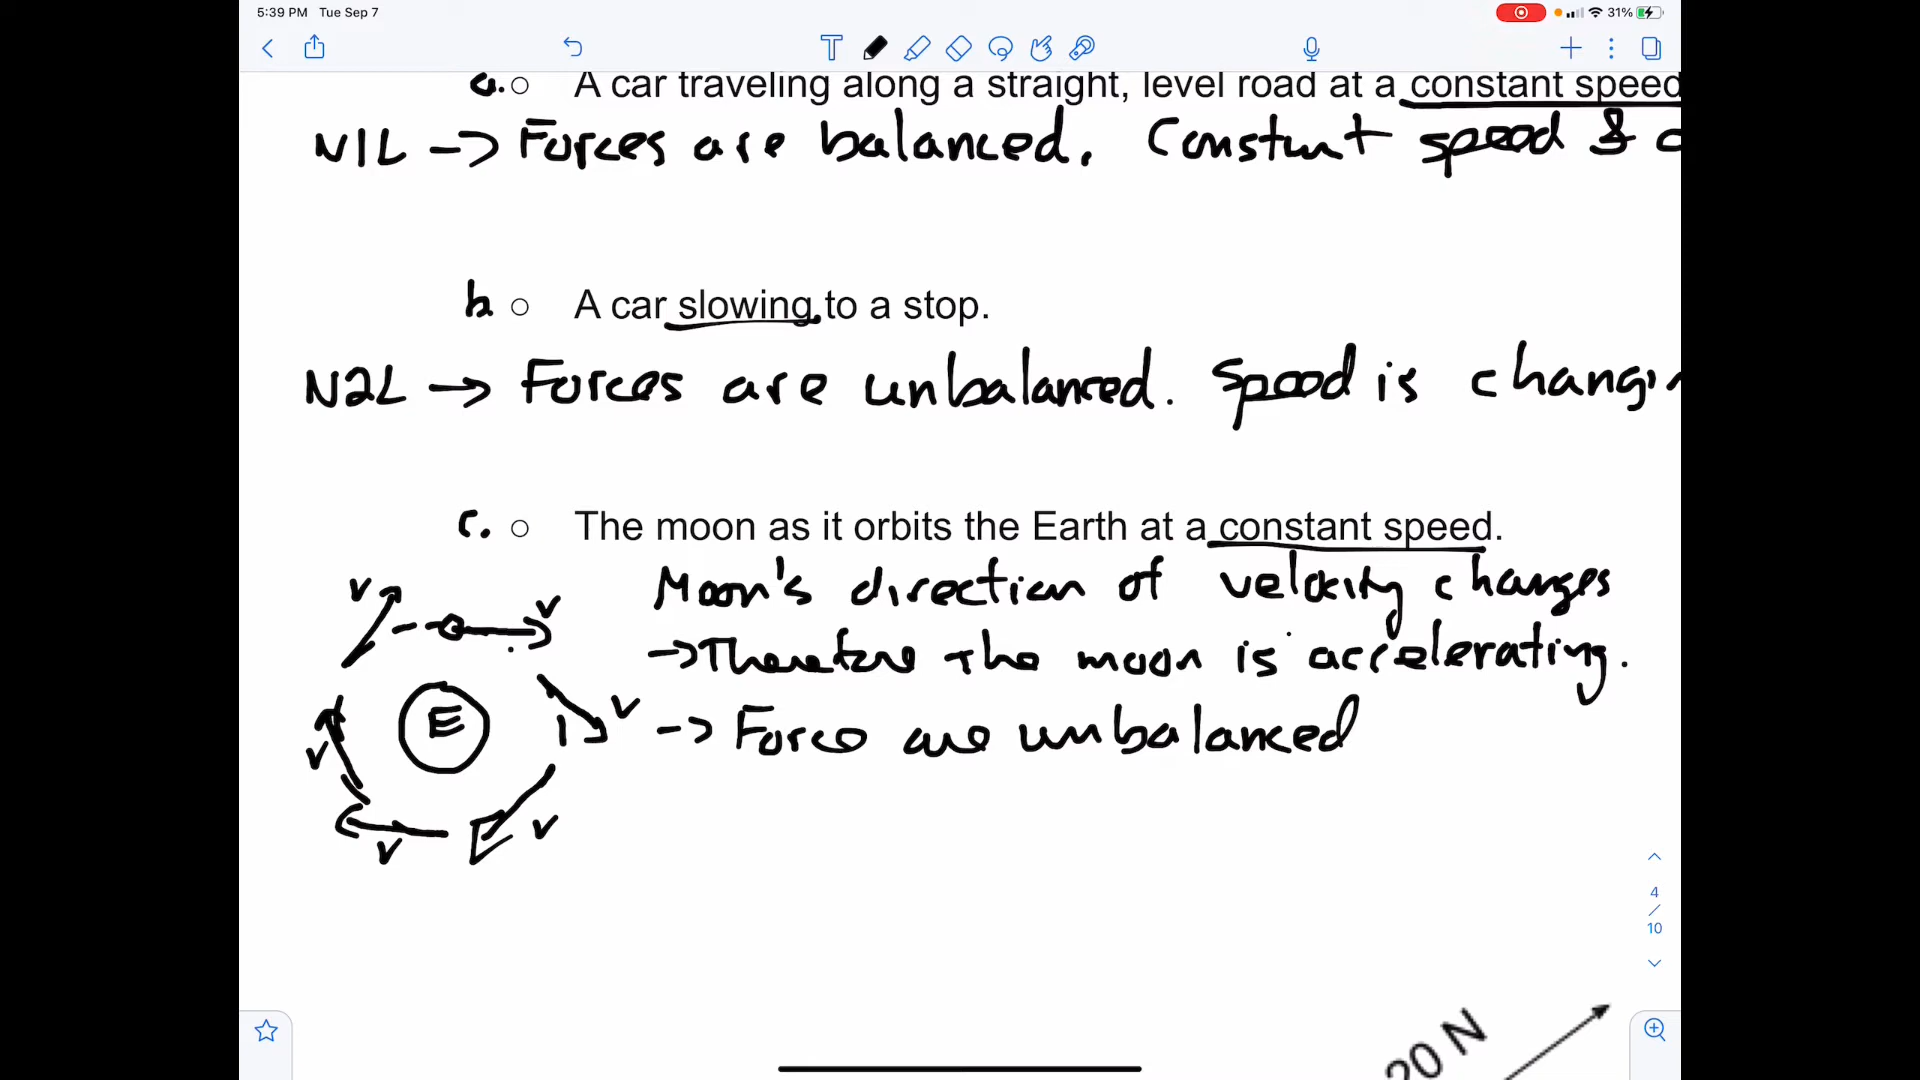 5:39 PM Tue Sep 7
31%
a. ○ A car traveling along a straight, level road at a constant speed
N1L -> Forces are balanced. Constant speed &
b ○ A car slowing to a stop.
N2L -> Forces are unbalanced. Speed is changin
c. ○ The moon as it orbits the Earth at a constant speed.
Moon's direction of velocity changes
-> Therefore the moon is accelerating.
-> Force are unbalanced
v
v
v
v
v
v
E
4
/
10
20 N